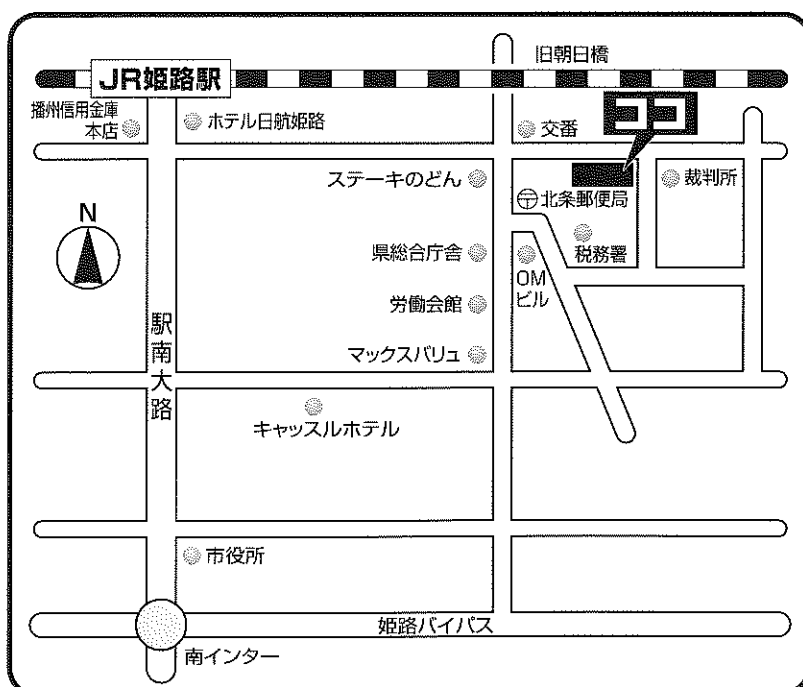 旧朝日橋
JR姫路駅
播州信用金庫
本店
ホテル日航姫路
交番
ココ
ステーキのどん
北条郵便局
裁判所
N
県総合庁舎
税務署
OM
ビル
労働会館
駅南大路
マックスバリュ
キャッスルホテル
市役所
姫路バイパス
南インター